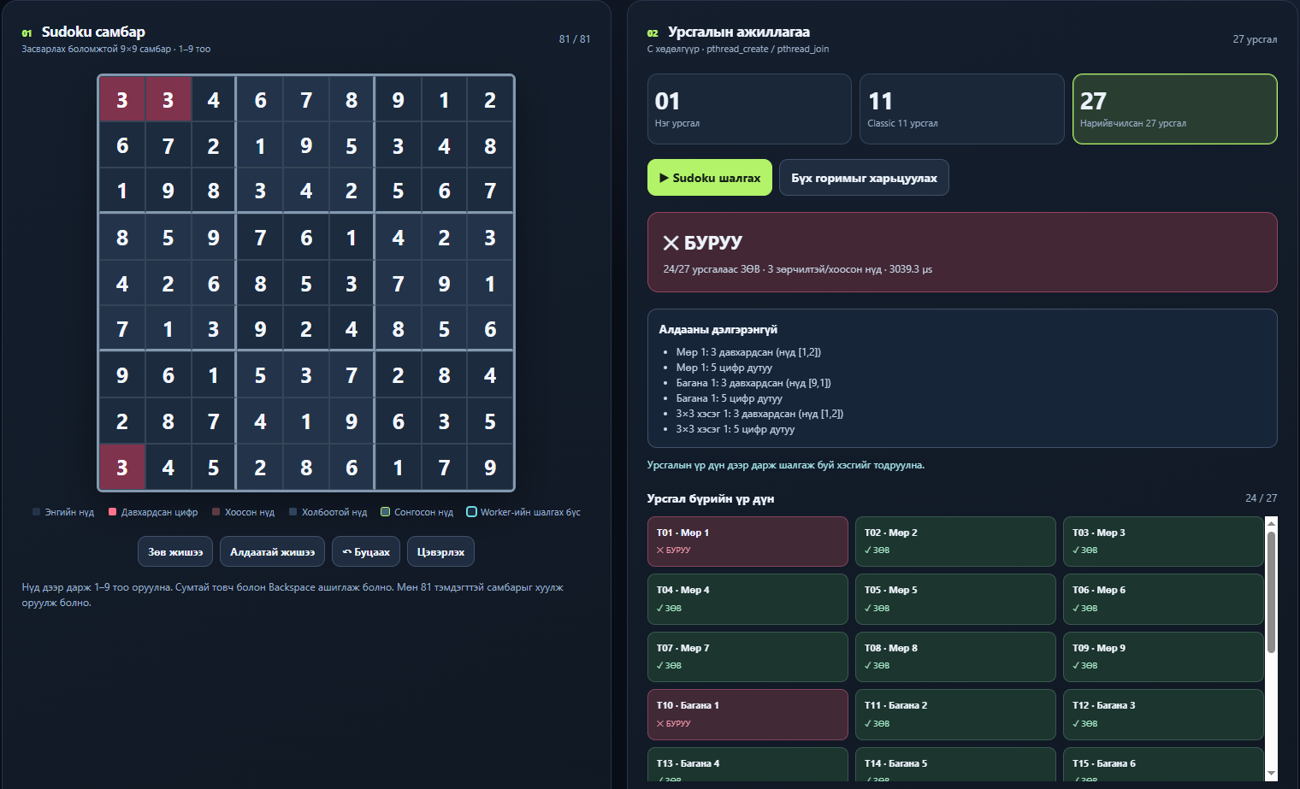 01 Sudoku самбар
Засварлах боломжтой 9×9 самбар · 1–9 тоо
81 / 81
3 3 4 6 7 8 9 1 2
6 7 2 1 9 5 3 4 8
1 9 8 3 4 2 5 6 7
8 5 9 7 6 1 4 2 3
4 2 6 8 5 3 7 9 1
7 1 3 9 2 4 8 5 6
9 6 1 5 3 7 2 8 4
2 8 7 4 1 9 6 3 5
3 4 5 2 8 6 1 7 9
Энгийн нүд Давхардсан цифр Хоосон нүд Холбоотой нүд Сонгосон нүд Worker-ийн шалгах бүс
Зөв жишээ Алдаатай жишээ ↶ Буцаах Цэвэрлэх
Нүд дээр дарж 1–9 тоо оруулна. Сумтай товч болон Backspace ашиглаж болно. Мөн 81 тэмдэгттэй самбарыг хуулж
оруулж болно.
02 Урсгалын ажиллагаа
C хөдөлгүүр · pthread_create / pthread_join
27 урсгал
01
Нэг урсгал
11
Classic 11 урсгал
27
Нарийвчилсан 27 урсгал
▶ Sudoku шалгах Бүх горимыг харьцуулах
✕ БУРУУ
24/27 урсгалаас ЗӨВ · 3 зөрчилтэй/хоосон нүд · 3039.3 µs
Алдааны дэлгэрэнгүй
• Мөр 1: 3 давхардсан (нүд [1,2])
• Мөр 1: 5 цифр дутуу
• Багана 1: 3 давхардсан (нүд [9,1])
• Багана 1: 5 цифр дутуу
• 3×3 хэсэг 1: 3 давхардсан (нүд [1,2])
• 3×3 хэсэг 1: 5 цифр дутуу
Урсгалын үр дүн дээр дарж шалгаж буй хэсгийг тодруулна.
Урсгал бүрийн үр дүн
24 / 27
T01 · Мөр 1 T02 · Мөр 2 T03 · Мөр 3
✕ БУРУУ ✓ ЗӨВ ✓ ЗӨВ
T04 · Мөр 4 T05 · Мөр 5 T06 · Мөр 6
✓ ЗӨВ ✓ ЗӨВ ✓ ЗӨВ
T07 · Мөр 7 T08 · Мөр 8 T09 · Мөр 9
✓ ЗӨВ ✓ ЗӨВ ✓ ЗӨВ
T10 · Багана 1 T11 · Багана 2 T12 · Багана 3
✕ БУРУУ ✓ ЗӨВ ✓ ЗӨВ
T13 · Багана 4 T14 · Багана 5 T15 · Багана 6
✓ ЗӨВ ✓ ЗӨВ ✓ ЗӨВ